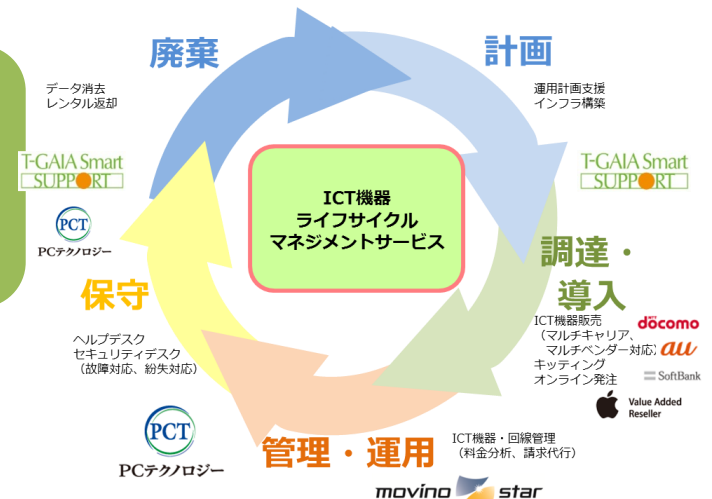 廃棄
データ消去
レンタル返却
T-GAIA Smart
SUPPORT
PCT
PCテクノロジー
計画
運用計画支援
インフラ構築
T-GAIA Smart
SUPPORT
ICT機器
ライフサイクル
マネジメントサービス
調達・
導入
ICT機器販売
（マルチキャリア、
マルチベンダー対応）
キッティング
オンライン発注
döcomo
au
SoftBank
Value Added
Reseller
保守
ヘルプデスク
セキュリティデスク
（故障対応、紛失対応）
PCT
PCテクノロジー
管理・運用
ICT機器・回線管理
（料金分析、請求代行）
movino star